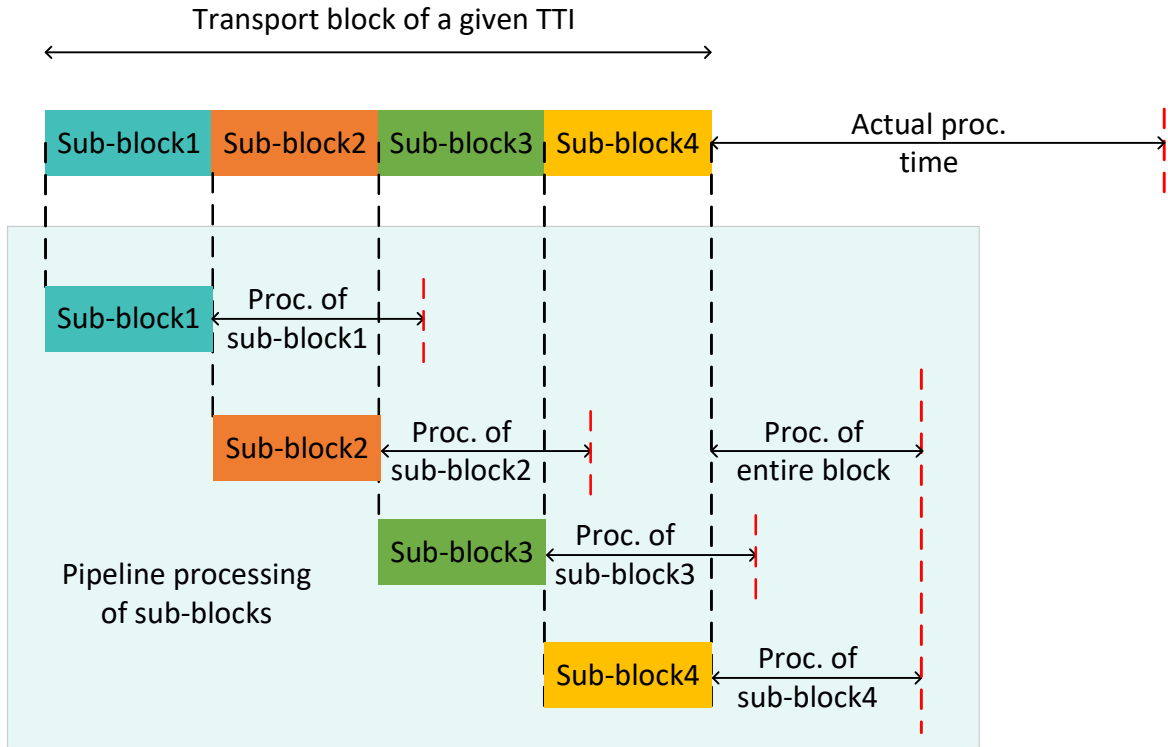 Transport block of a given TTI
Sub-block1 Sub-block2 Sub-block3 Sub-block4
Actual proc.
time
Sub-block1
Proc. of
sub-block1
Sub-block2
Proc. of
sub-block2
Proc. of
entire block
Sub-block3
Proc. of
sub-block3
Pipeline processing
of sub-blocks
Sub-block4
Proc. of
sub-block4